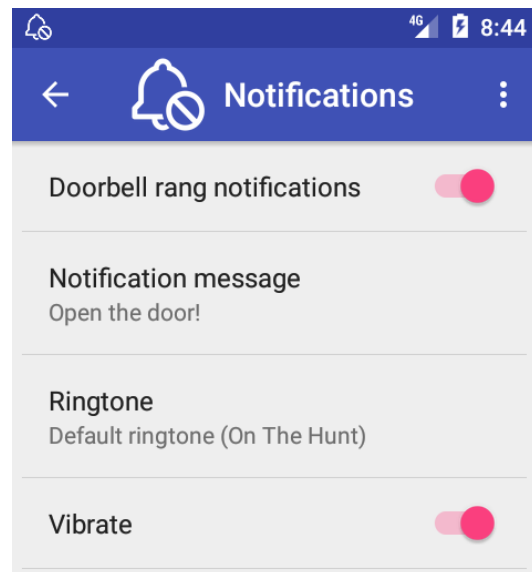 4G 8:44
Notifications
Doorbell rang notifications
Notification message
Open the door!
Ringtone
Default ringtone (On The Hunt)
Vibrate